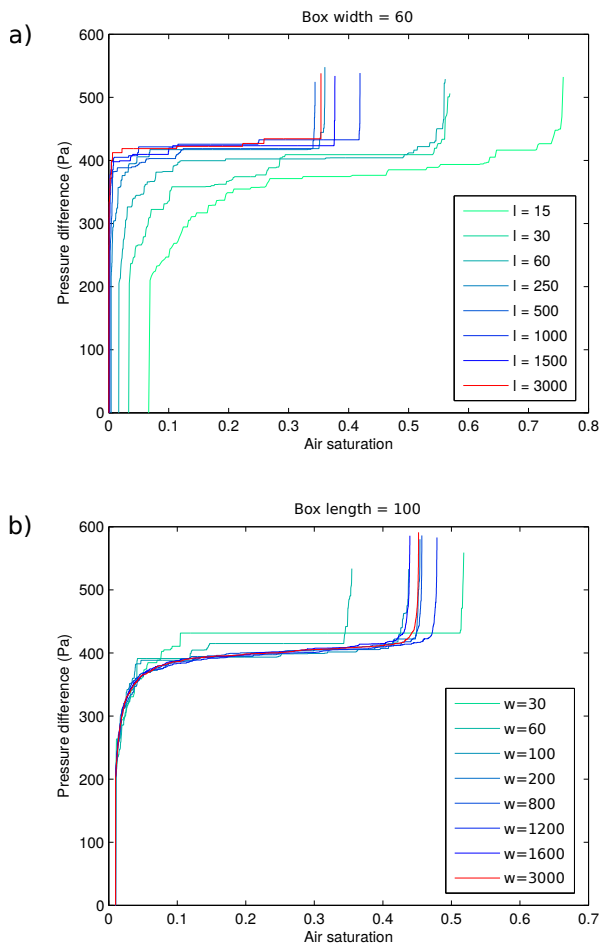 a)
Box width = 60
600
500
400
300
200
100
0
Pressure difference (Pa)
l = 15
l = 30
l = 60
l = 250
l = 500
l = 1000
l = 1500
l = 3000
0 0.1 0.2 0.3 0.4 0.5 0.6 0.7 0.8
Air saturation
b)
Box length = 100
600
500
400
300
200
100
0
Pressure difference (Pa)
w=30
w=60
w=100
w=200
w=800
w=1200
w=1600
w=3000
0 0.1 0.2 0.3 0.4 0.5 0.6 0.7
Air saturation